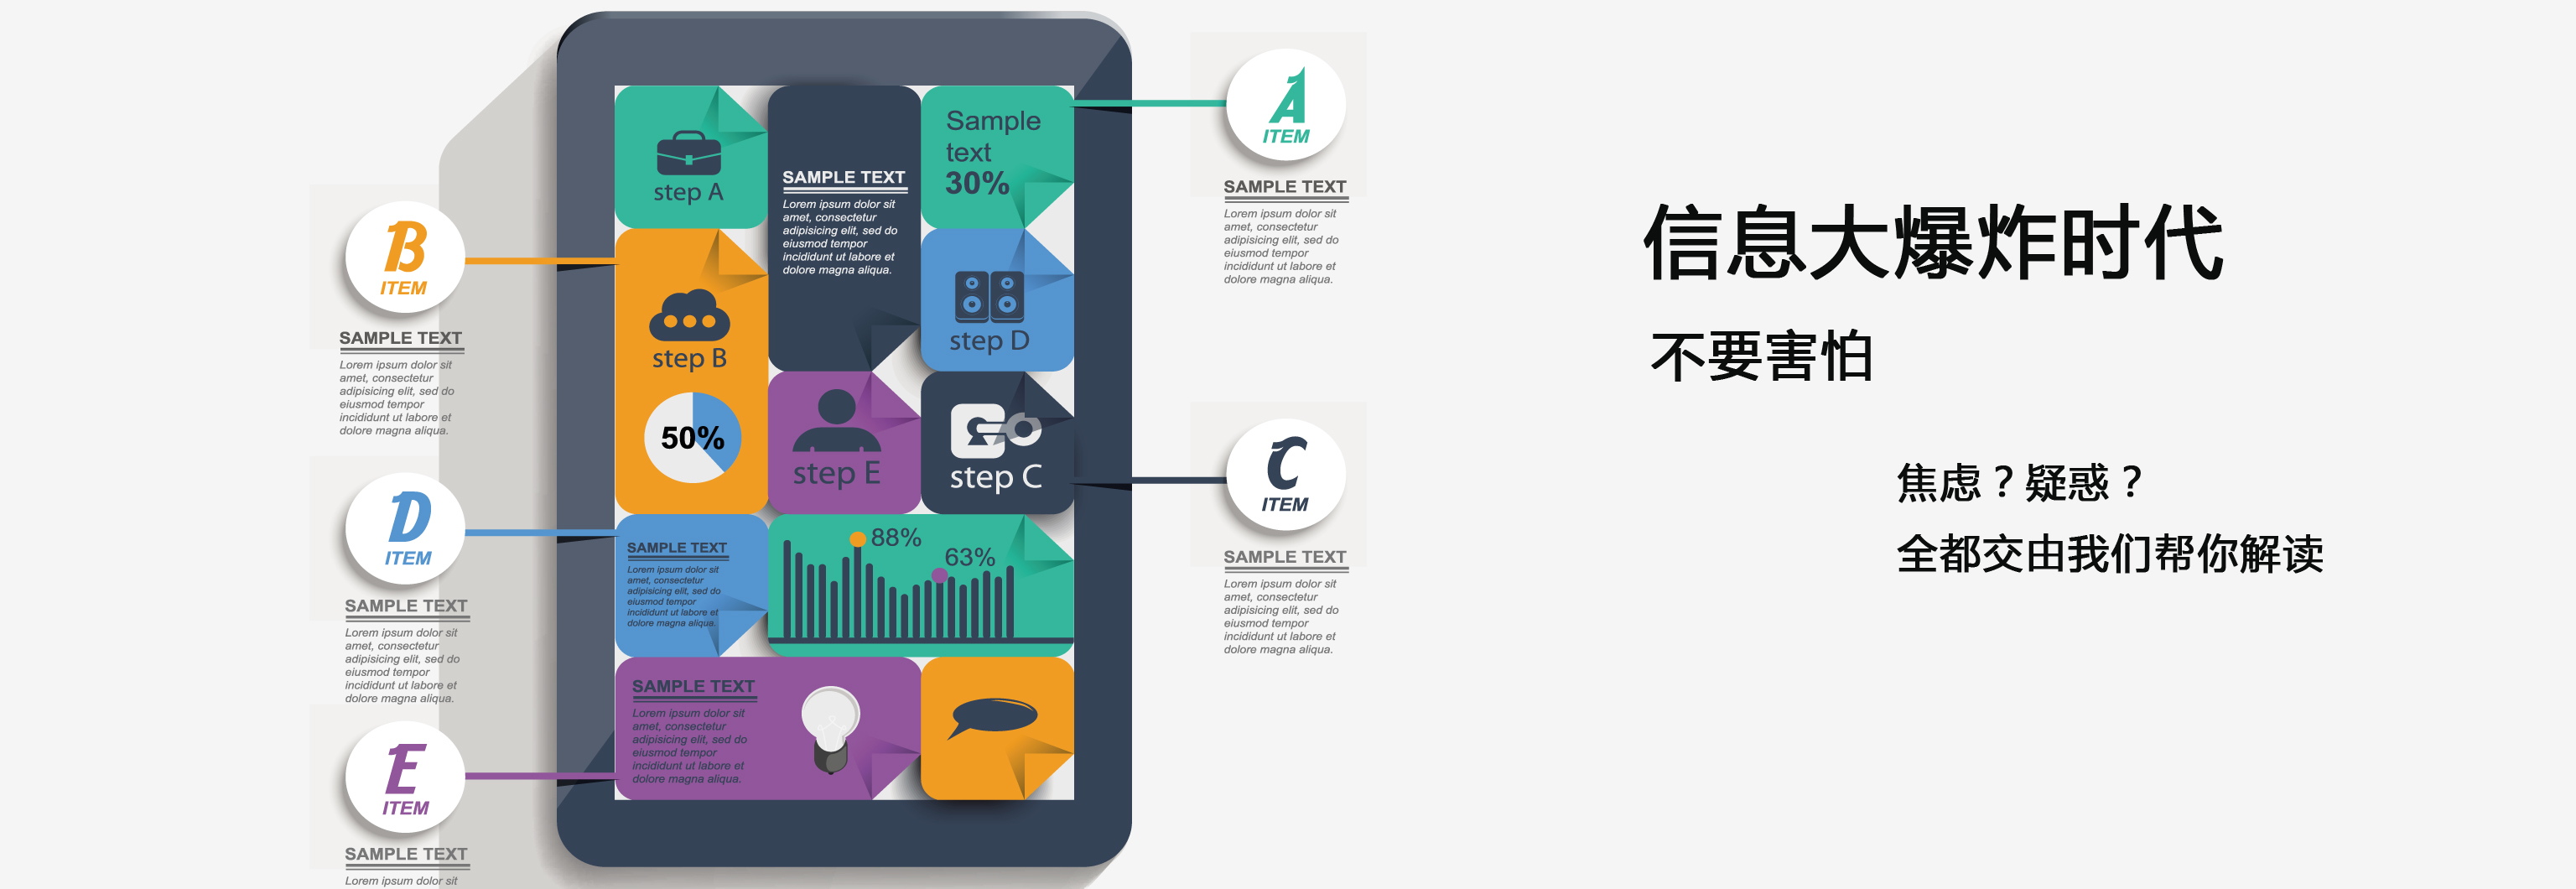 B
ITEM
SAMPLE TEXT
Lorem ipsum dolor sit
amet, consectetur
adipisicing elit, sed do
eiusmod tempor
incididunt ut labore et
dolore magna aliqua.
D
ITEM
SAMPLE TEXT
Lorem ipsum dolor sit
amet, consectetur
adipisicing elit, sed do
eiusmod tempor
incididunt ut labore et
dolore magna aliqua.
E
ITEM
SAMPLE TEXT
Lorem ipsum dolor sit
step A
SAMPLE TEXT
Lorem ipsum dolor sit
amet, consectetur
adipisicing elit, sed do
eiusmod tempor
incididunt ut labore et
dolore magna aliqua.
Sample
text
30%
step B
50%
step D
step E
step C
SAMPLE TEXT
Lorem ipsum dolor sit
amet, consectetur
adipisicing elit, sed do
eiusmod tempor
incididunt ut labore et
dolore magna aliqua.
88%
63%
SAMPLE TEXT
Lorem ipsum dolor sit
amet, consectetur
adipisicing elit, sed do
eiusmod tempor
incididunt ut labore et
dolore magna aliqua.
A
ITEM
SAMPLE TEXT
Lorem ipsum dolor sit
amet, consectetur
adipisicing elit, sed do
eiusmod tempor
incididunt ut labore et
dolore magna aliqua.
C
ITEM
SAMPLE TEXT
Lorem ipsum dolor sit
amet, consectetur
adipisicing elit, sed do
eiusmod tempor
incididunt ut labore et
dolore magna aliqua.
信息大爆炸时代
不要害怕
焦虑？疑惑？
全都交由我们帮你解读